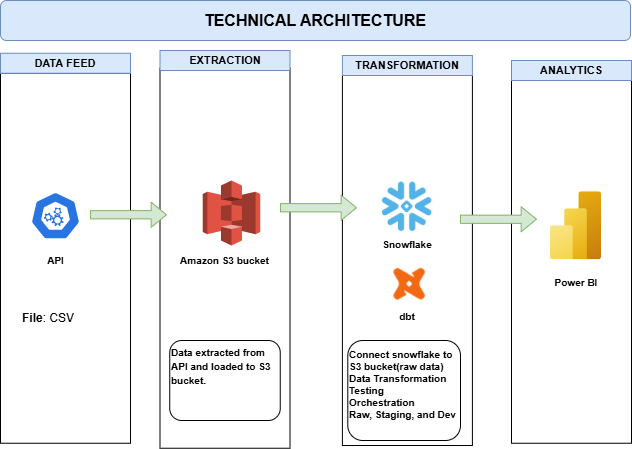 TECHNICAL ARCHITECTURE
DATA FEED
EXTRACTION
TRANSFORMATION
ANALYTICS
API
Amazon S3 bucket
Snowflake
Power BI
dbt
File: CSV
Data extracted from
API and loaded to S3
bucket.
Connect snowflake to
S3 bucket(raw data)
Data Transformation
Testing
Orchestration
Raw, Staging, and Dev